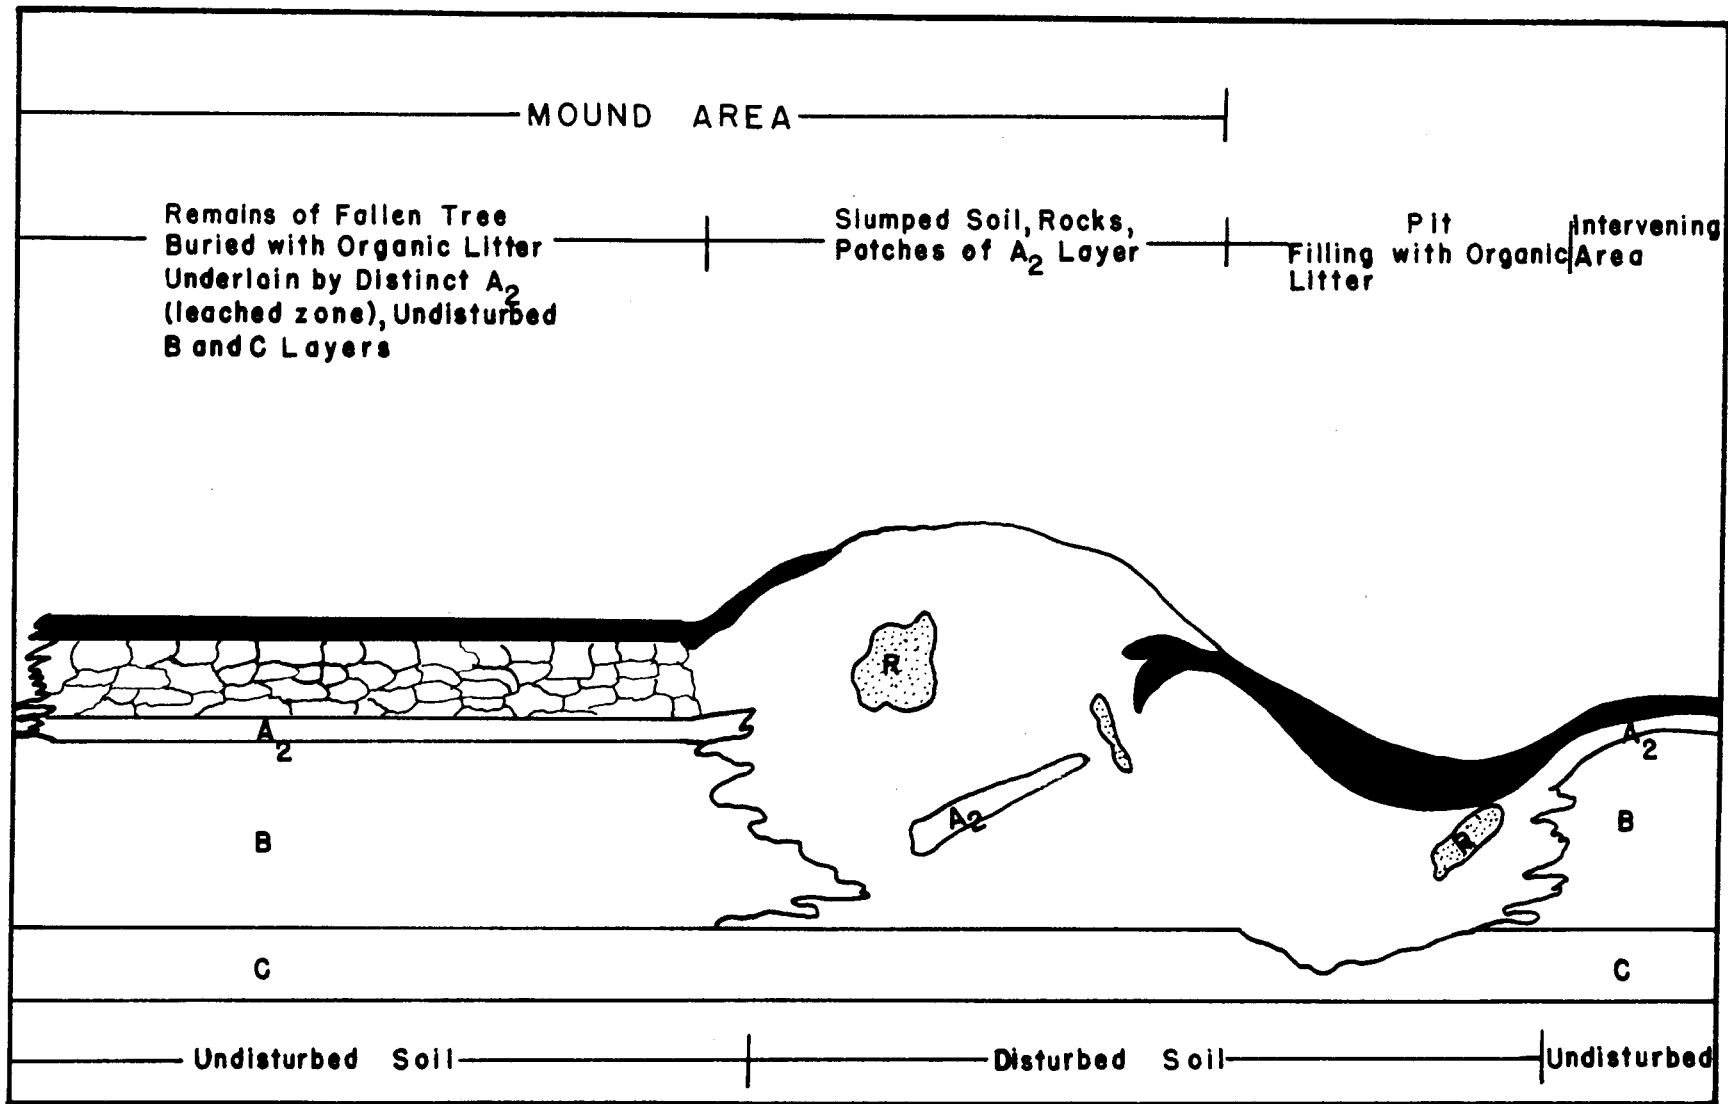 MOUND AREA
Remains of Fallen Tree
Buried with Organic Litter
Underlain by Distinct A2
(leached zone), Undisturbed
B and C Layers
Slumped Soil, Rocks,
Patches of A2 Layer
Pit
Filling with Organic
Litter
Intervening
Area
R
A2
A2
A2
B
R
B
C
C
Undisturbed Soil
Disturbed Soil
Undisturbed